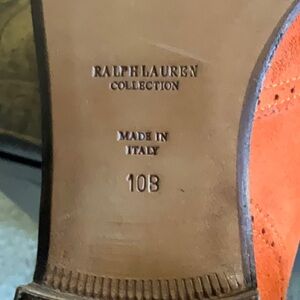 RALPH LAUREN
COLLECTION
MADE IN
ITALY
10B